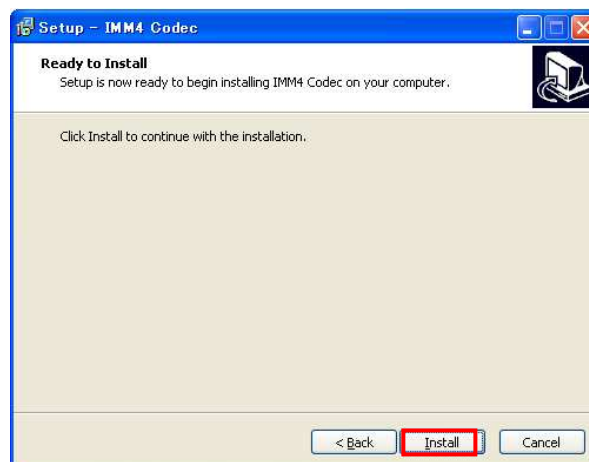 Setup - IMM4 Codec
Ready to Install
Setup is now ready to begin installing IMM4 Codec on your computer.
Click Install to continue with the installation.
< Back
Install
Cancel